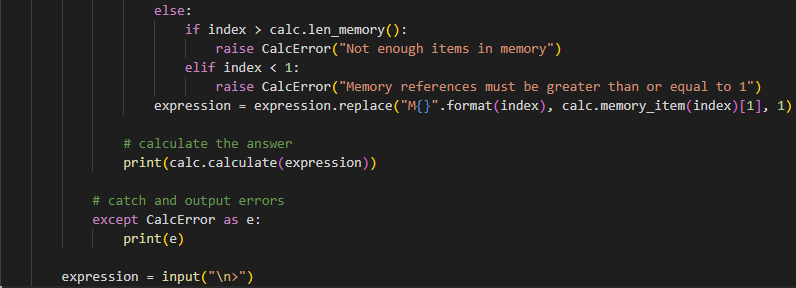 else:
if index > calc.len_memory():
raise CalcError("Not enough items in memory")
elif index < 1:
raise CalcError("Memory references must be greater than or equal to 1")
expression = expression.replace("M{}".format(index), calc.memory_item(index)[1], 1)
# calculate the answer
print(calc.calculate(expression))
# catch and output errors
except CalcError as e:
print(e)
expression = input("\n>")